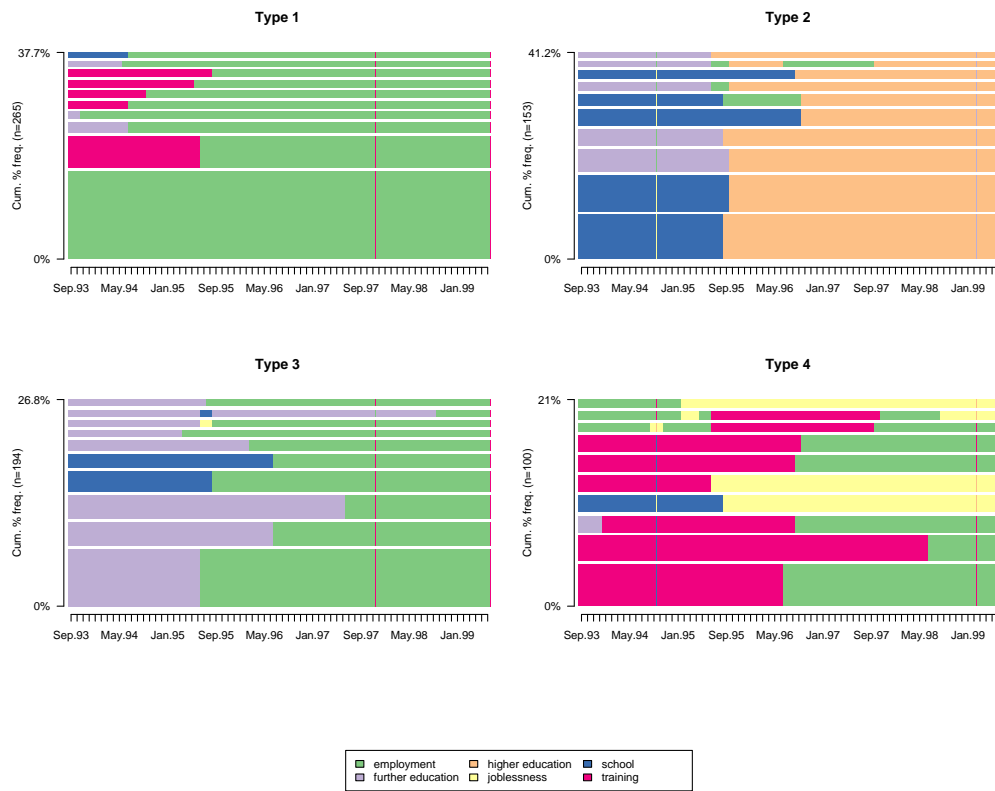 Type 1
37.7%
Cum. % freq. (n=265)
0%
Sep.93 May.94 Jan.95 Sep.95 May.96 Jan.97 Sep.97 May.98 Jan.99
Type 2
41.2%
Cum. % freq. (n=153)
0%
Sep.93 May.94 Jan.95 Sep.95 May.96 Jan.97 Sep.97 May.98 Jan.99
Type 3
26.8%
Cum. % freq. (n=194)
0%
Sep.93 May.94 Jan.95 Sep.95 May.96 Jan.97 Sep.97 May.98 Jan.99
Type 4
21%
Cum. % freq. (n=100)
0%
Sep.93 May.94 Jan.95 Sep.95 May.96 Jan.97 Sep.97 May.98 Jan.99
employment higher education school
further education joblessness training